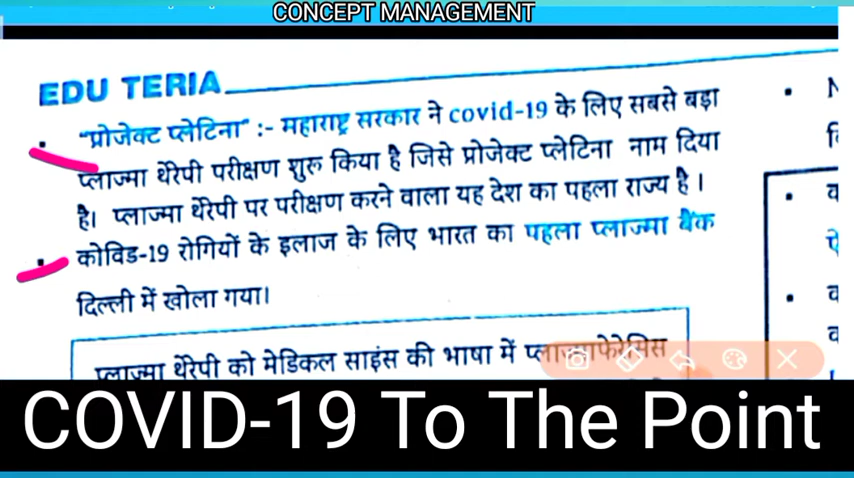 CONCEPT MANAGEMENT
EDU TERIA
• "प्रोजेक्ट प्लेटिना" :- महाराष्ट्र सरकार ने covid-19 के लिए सबसे बड़ा
प्लाज्मा थेरेपी परीक्षण शुरू किया है जिसे प्रोजेक्ट प्लेटिना नाम दिया
है। प्लाज्मा थेरेपी पर परीक्षण करने वाला यह देश का पहला राज्य है।
• कोविड-19 रोगियों के इलाज के लिए भारत का पहला प्लाज्मा बैंक
दिल्ली में खोला गया।
प्लाज्मा थेरेपी को मेडिकल साइंस की भाषा में प्लाज्माफेरेसिस
COVID-19 To The Point